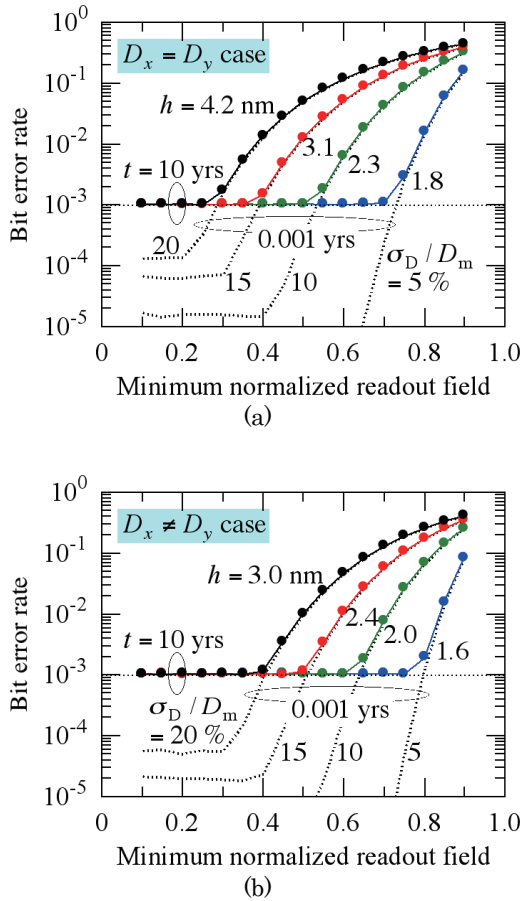 10^0
D_x = D_y case
10^-1
h = 4.2 nm
10^-2
3.1
2.3
1.8
t = 10 yrs
10^-3
0.001 yrs
σ_D / D_m
= 5 %
20
15
10
10^-4
10^-5
Bit error rate
0 0.2 0.4 0.6 0.8 1.0
Minimum normalized readout field
(a)
10^0
D_x ≠ D_y case
10^-1
h = 3.0 nm
10^-2
2.4
2.0
1.6
t = 10 yrs
10^-3
0.001 yrs
σ_D / D_m
= 20 %
15
10
5
10^-4
10^-5
Bit error rate
0 0.2 0.4 0.6 0.8 1.0
Minimum normalized readout field
(b)